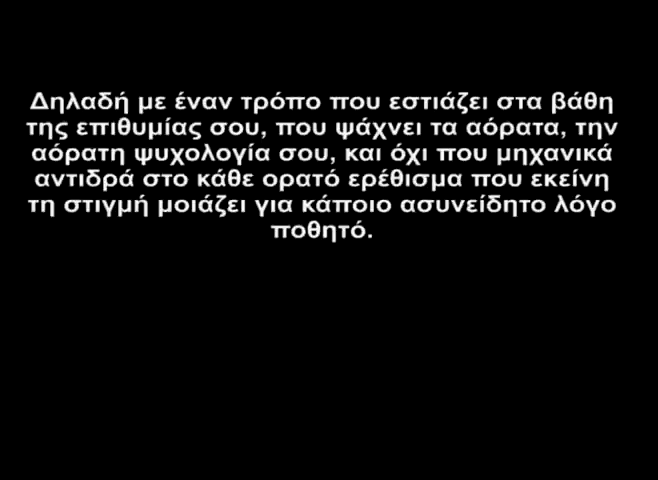 Δηλαδή με έναν τρόπο που εστιάζει στα βάθη
της επιθυμίας σου, που ψάχνει τα αόρατα, την
αόρατη ψυχολογία σου, και όχι που μηχανικά
αντιδρά στο κάθε ορατό ερέθισμα που εκείνη
τη στιγμή μοιάζει για κάποιο ασυνείδητο λόγο
ποθητό.